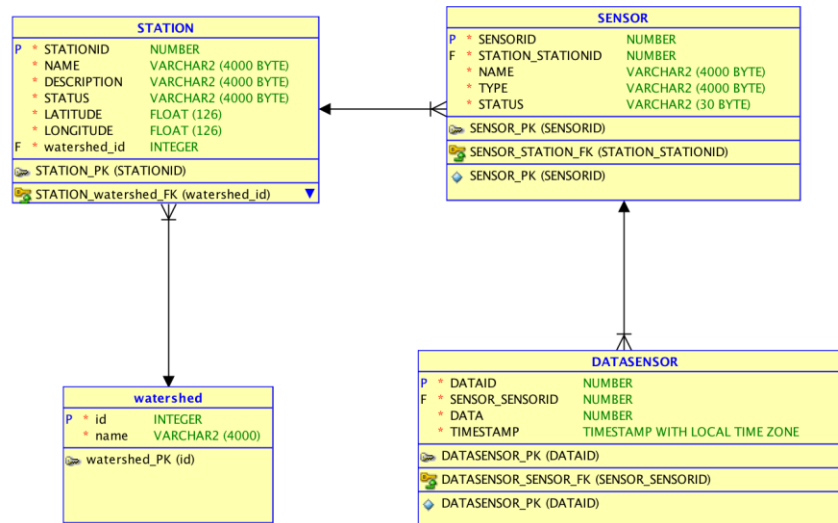 STATION
P * STATIONID NUMBER
* NAME VARCHAR2 (4000 BYTE)
* DESCRIPTION VARCHAR2 (4000 BYTE)
* STATUS VARCHAR2 (4000 BYTE)
* LATITUDE FLOAT (126)
* LONGITUDE FLOAT (126)
F * watershed_id INTEGER
STATION_PK (STATIONID)
STATION_watershed_FK (watershed_id)
SENSOR
P * SENSORID NUMBER
F * STATION_STATIONID NUMBER
* NAME VARCHAR2 (4000 BYTE)
* TYPE VARCHAR2 (4000 BYTE)
* STATUS VARCHAR2 (30 BYTE)
SENSOR_PK (SENSORID)
SENSOR_STATION_FK (STATION_STATIONID)
SENSOR_PK (SENSORID)
watershed
P * id INTEGER
* name VARCHAR2 (4000)
watershed_PK (id)
DATASENSOR
P * DATAID NUMBER
F * SENSOR_SENSORID NUMBER
* DATA NUMBER
* TIMESTAMP TIMESTAMP WITH LOCAL TIME ZONE
DATASENSOR_PK (DATAID)
DATASENSOR_SENSOR_FK (SENSOR_SENSORID)
DATASENSOR_PK (DATAID)